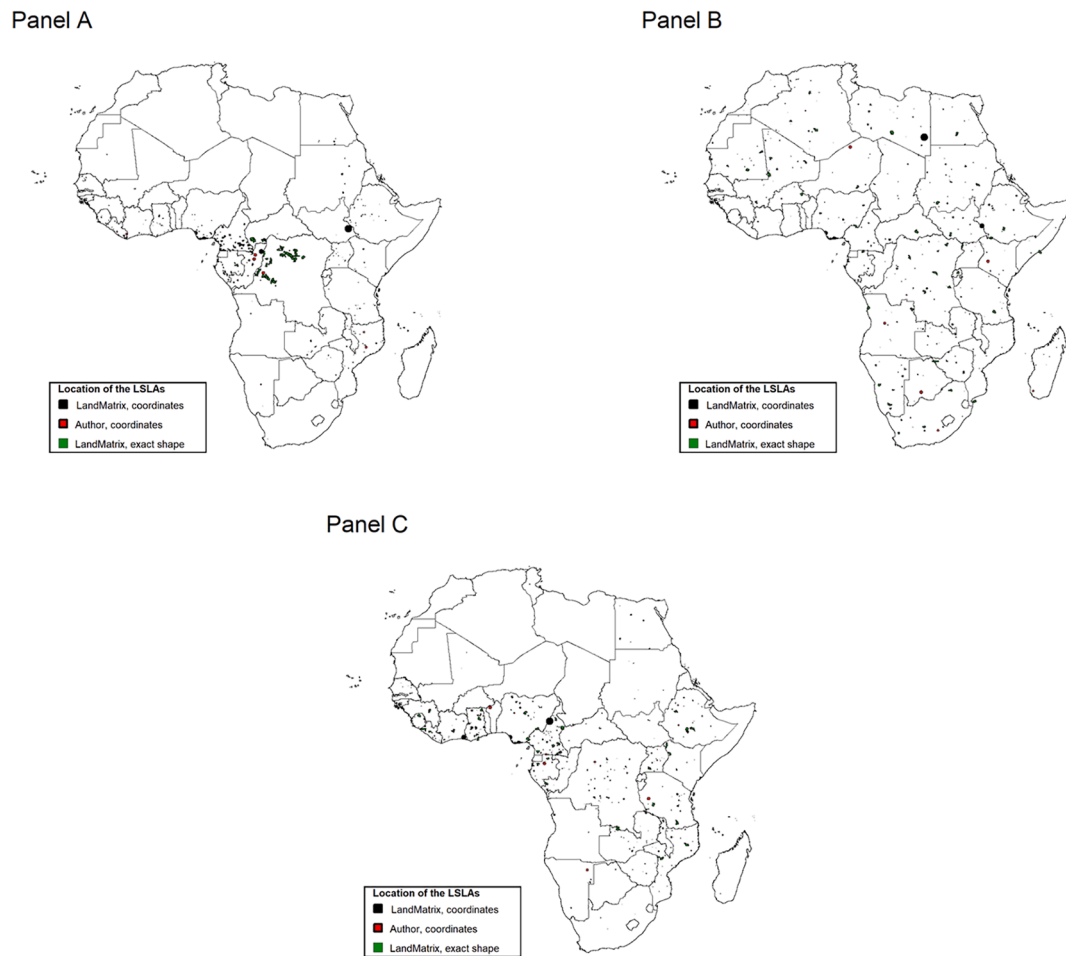 Panel A
Panel B
Location of the LSLAs
LandMatrix, coordinates
Author, coordinates
LandMatrix, exact shape
Location of the LSLAs
LandMatrix, coordinates
Author, coordinates
LandMatrix, exact shape
Panel C
Location of the LSLAs
LandMatrix, coordinates
Author, coordinates
LandMatrix, exact shape